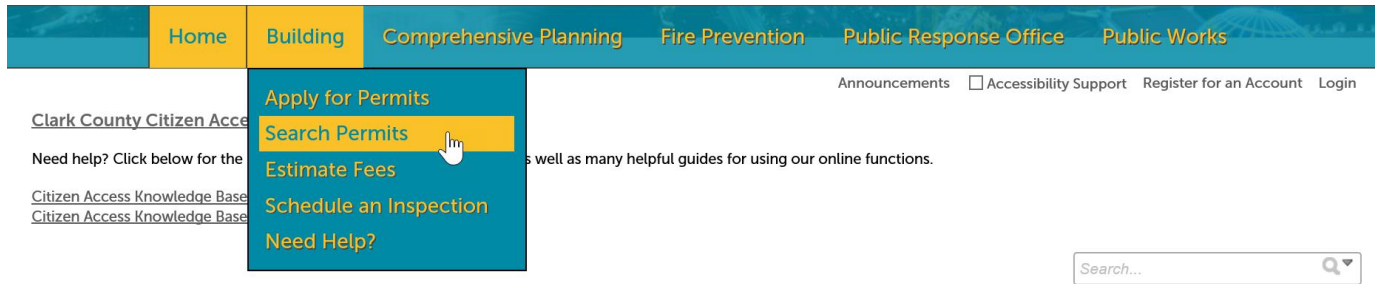 Home Building Comprehensive Planning Fire Prevention Public Response Office Public Works
Announcements Accessibility Support Register for an Account Login
Apply for Permits
Search Permits
Estimate Fees
Schedule an Inspection
Need Help?
Clark County Citizen Acce
Need help? Click below for the s well as many helpful guides for using our online functions.
Citizen Access Knowledge Base
Citizen Access Knowledge Base
Search...